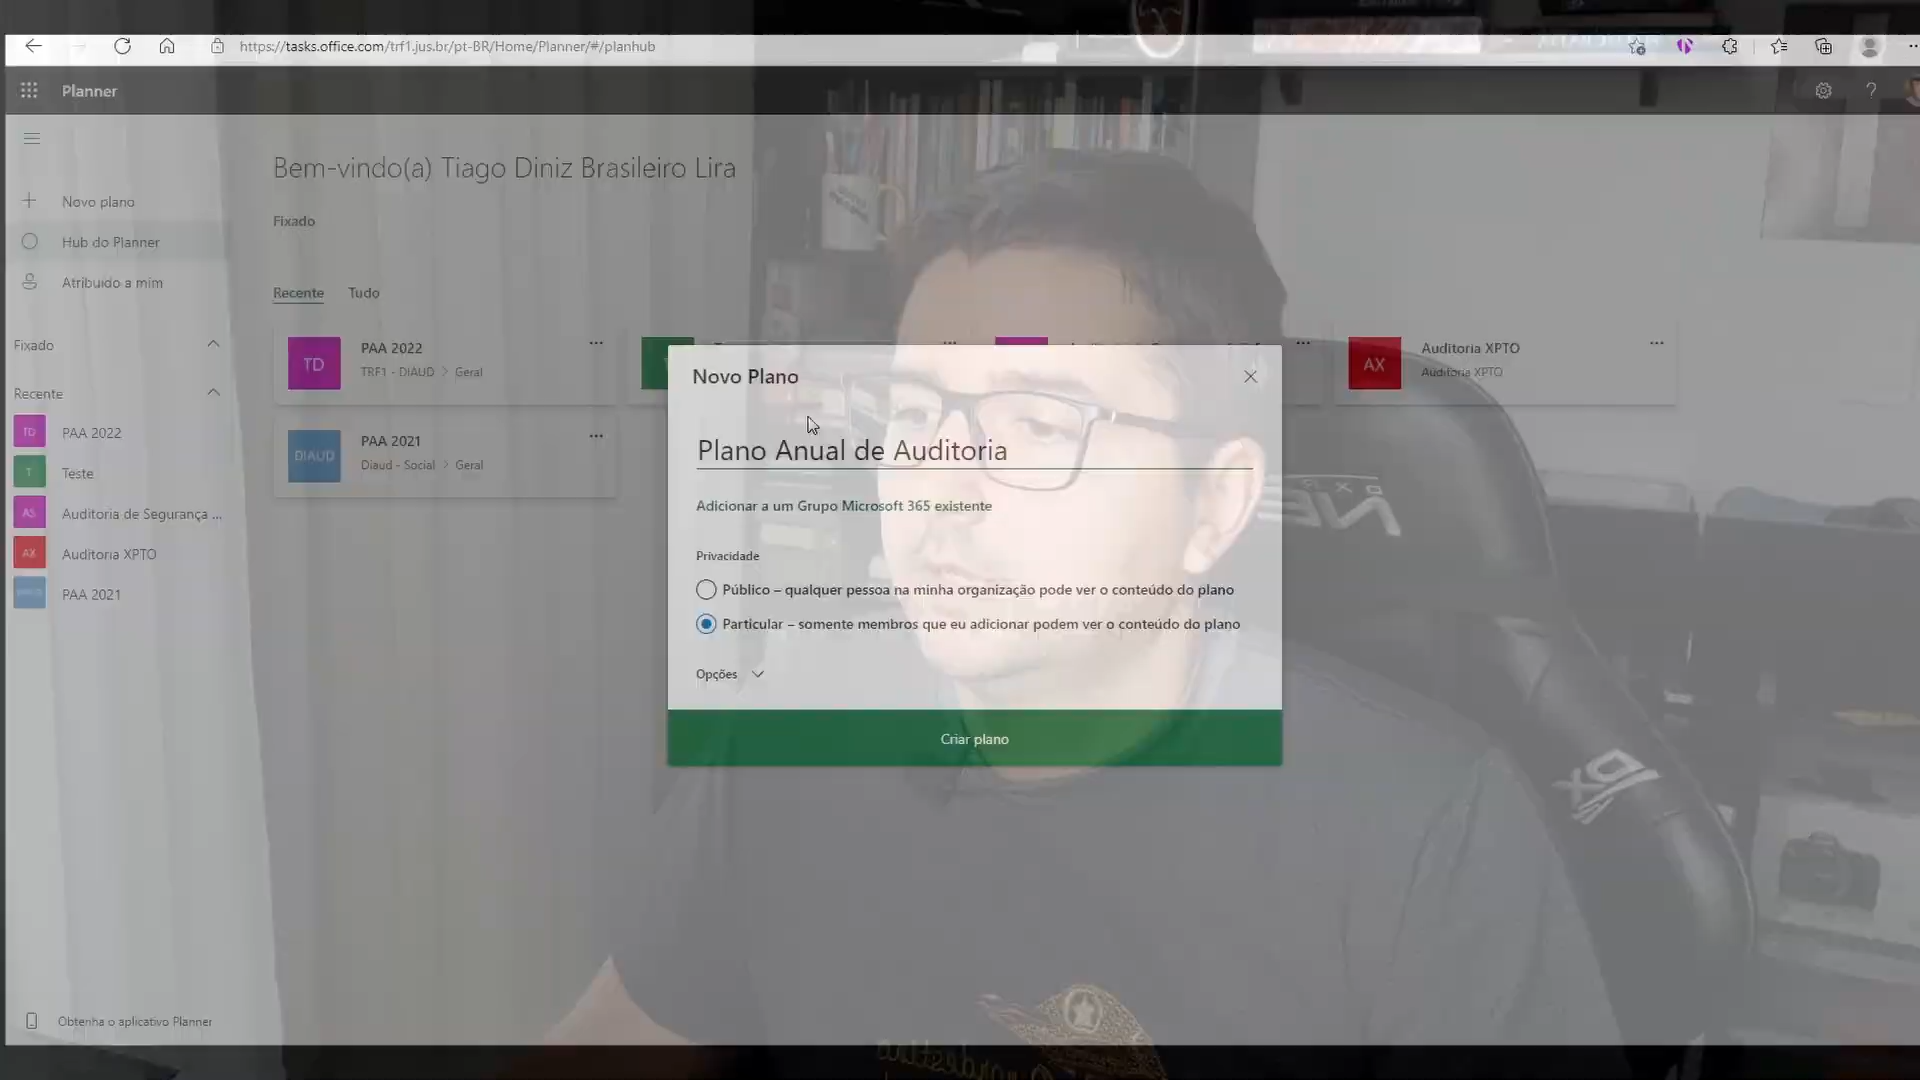 https://tasks.office.com/trf1.jus.br/pt-BR/Home/Planner/#/planhub
Planner
?
Bem-vindo(a) Tiago Diniz Brasileiro Lira
Novo plano
Hub do Planner
Atribuído a mim
Fixado
Recente
TD PAA 2022
T Teste
AS Auditoria de Segurança ...
AX Auditoria XPTO
PAA 2021
Obtenha o aplicativo Planner
Fixado
Recente Tudo
TD
PAA 2022
TRF1 - DIAUD > Geral
AX
Auditoria XPTO
Auditoria XPTO
DIAUD
PAA 2021
Diaud - Social > Geral
Novo Plano
Plano Anual de Auditoria
Adicionar a um Grupo Microsoft 365 existente
Privacidade
Público – qualquer pessoa na minha organização pode ver o conteúdo do plano
Particular – somente membros que eu adicionar podem ver o conteúdo do plano
Opções
Criar plano